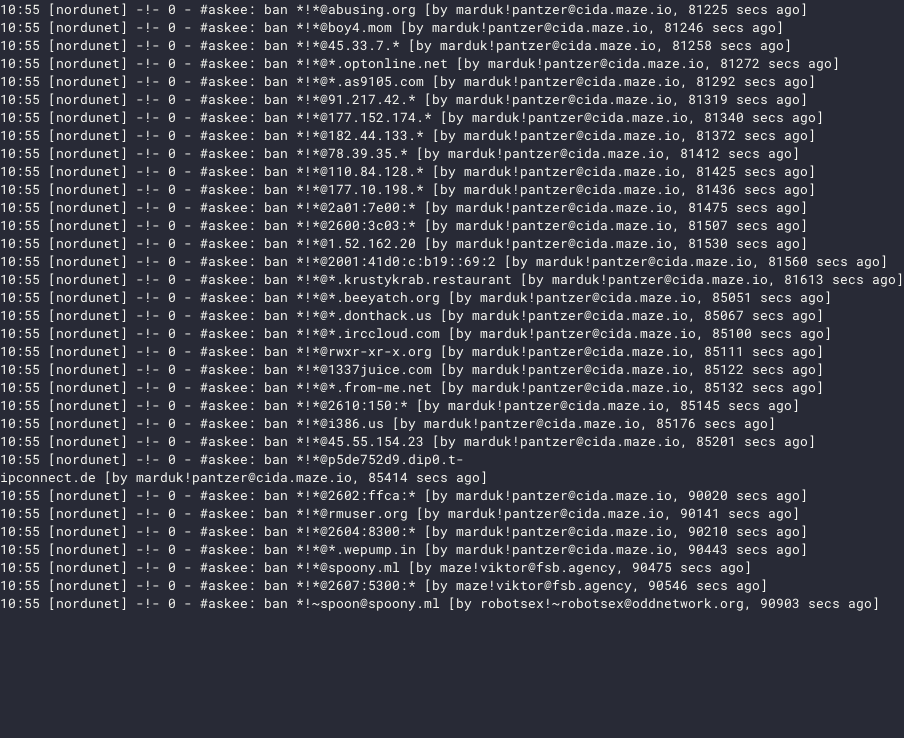 10:55 [nordunet] -!- 0 - #askee: ban *!*@abusing.org [by marduk!pantzer@cida.maze.io, 81225 secs ago]
10:55 [nordunet] -!- 0 - #askee: ban *!*@boy4.mom [by marduk!pantzer@cida.maze.io, 81246 secs ago]
10:55 [nordunet] -!- 0 - #askee: ban *!*@45.33.7.* [by marduk!pantzer@cida.maze.io, 81258 secs ago]
10:55 [nordunet] -!- 0 - #askee: ban *!*@*.optonline.net [by marduk!pantzer@cida.maze.io, 81272 secs ago]
10:55 [nordunet] -!- 0 - #askee: ban *!*@*.as9105.com [by marduk!pantzer@cida.maze.io, 81292 secs ago]
10:55 [nordunet] -!- 0 - #askee: ban *!*@91.217.42.* [by marduk!pantzer@cida.maze.io, 81319 secs ago]
10:55 [nordunet] -!- 0 - #askee: ban *!*@177.152.174.* [by marduk!pantzer@cida.maze.io, 81340 secs ago]
10:55 [nordunet] -!- 0 - #askee: ban *!*@182.44.133.* [by marduk!pantzer@cida.maze.io, 81372 secs ago]
10:55 [nordunet] -!- 0 - #askee: ban *!*@78.39.35.* [by marduk!pantzer@cida.maze.io, 81412 secs ago]
10:55 [nordunet] -!- 0 - #askee: ban *!*@110.84.128.* [by marduk!pantzer@cida.maze.io, 81425 secs ago]
10:55 [nordunet] -!- 0 - #askee: ban *!*@177.10.198.* [by marduk!pantzer@cida.maze.io, 81436 secs ago]
10:55 [nordunet] -!- 0 - #askee: ban *!*@2a01:7e00:* [by marduk!pantzer@cida.maze.io, 81475 secs ago]
10:55 [nordunet] -!- 0 - #askee: ban *!*@2600:3c03:* [by marduk!pantzer@cida.maze.io, 81507 secs ago]
10:55 [nordunet] -!- 0 - #askee: ban *!*@1.52.162.20 [by marduk!pantzer@cida.maze.io, 81530 secs ago]
10:55 [nordunet] -!- 0 - #askee: ban *!*@2001:41d0:c:b19::69:2 [by marduk!pantzer@cida.maze.io, 81560 secs ago]
10:55 [nordunet] -!- 0 - #askee: ban *!*@*.krustykrab.restaurant [by marduk!pantzer@cida.maze.io, 81613 secs ago]
10:55 [nordunet] -!- 0 - #askee: ban *!*@*.beeyatch.org [by marduk!pantzer@cida.maze.io, 85051 secs ago]
10:55 [nordunet] -!- 0 - #askee: ban *!*@*.donthack.us [by marduk!pantzer@cida.maze.io, 85067 secs ago]
10:55 [nordunet] -!- 0 - #askee: ban *!*@*.irccloud.com [by marduk!pantzer@cida.maze.io, 85100 secs ago]
10:55 [nordunet] -!- 0 - #askee: ban *!*@rwxr-xr-x.org [by marduk!pantzer@cida.maze.io, 85111 secs ago]
10:55 [nordunet] -!- 0 - #askee: ban *!*@1337juice.com [by marduk!pantzer@cida.maze.io, 85122 secs ago]
10:55 [nordunet] -!- 0 - #askee: ban *!*@*.from-me.net [by marduk!pantzer@cida.maze.io, 85132 secs ago]
10:55 [nordunet] -!- 0 - #askee: ban *!*@2610:150:* [by marduk!pantzer@cida.maze.io, 85145 secs ago]
10:55 [nordunet] -!- 0 - #askee: ban *!*@i386.us [by marduk!pantzer@cida.maze.io, 85176 secs ago]
10:55 [nordunet] -!- 0 - #askee: ban *!*@45.55.154.23 [by marduk!pantzer@cida.maze.io, 85201 secs ago]
10:55 [nordunet] -!- 0 - #askee: ban *!*@p5de752d9.dip0.t-
ipconnect.de [by marduk!pantzer@cida.maze.io, 85414 secs ago]
10:55 [nordunet] -!- 0 - #askee: ban *!*@2602:ffca:* [by marduk!pantzer@cida.maze.io, 90020 secs ago]
10:55 [nordunet] -!- 0 - #askee: ban *!*@rmuser.org [by marduk!pantzer@cida.maze.io, 90141 secs ago]
10:55 [nordunet] -!- 0 - #askee: ban *!*@2604:8300:* [by marduk!pantzer@cida.maze.io, 90210 secs ago]
10:55 [nordunet] -!- 0 - #askee: ban *!*@*.wepump.in [by marduk!pantzer@cida.maze.io, 90443 secs ago]
10:55 [nordunet] -!- 0 - #askee: ban *!*@spoony.ml [by maze!viktor@fsb.agency, 90475 secs ago]
10:55 [nordunet] -!- 0 - #askee: ban *!*@2607:5300:* [by maze!viktor@fsb.agency, 90546 secs ago]
10:55 [nordunet] -!- 0 - #askee: ban *!~spoon@spoony.ml [by robotsex!~robotsex@oddnetwork.org, 90903 secs ago]